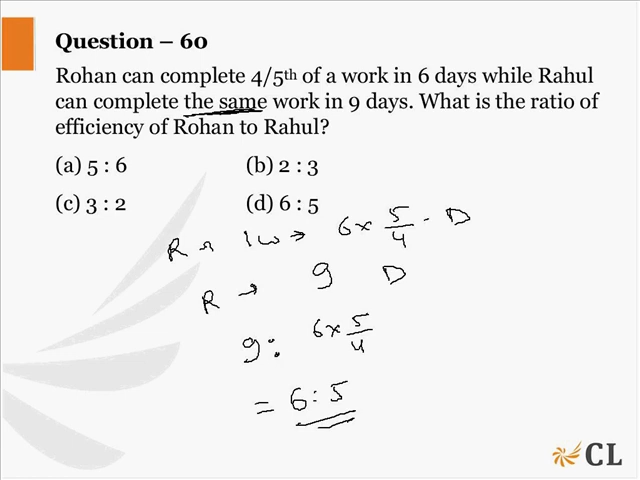 Question – 60
Rohan can complete 4/5th of a work in 6 days while Rahul
can complete the same work in 9 days. What is the ratio of
efficiency of Rohan to Rahul?
(a) 5 : 6 (b) 2 : 3
(c) 3 : 2 (d) 6 : 5
R 1 w → 6 × 5/4 - D
R → 9 D
9 : 6 × 5/4
= 6 : 5
CL